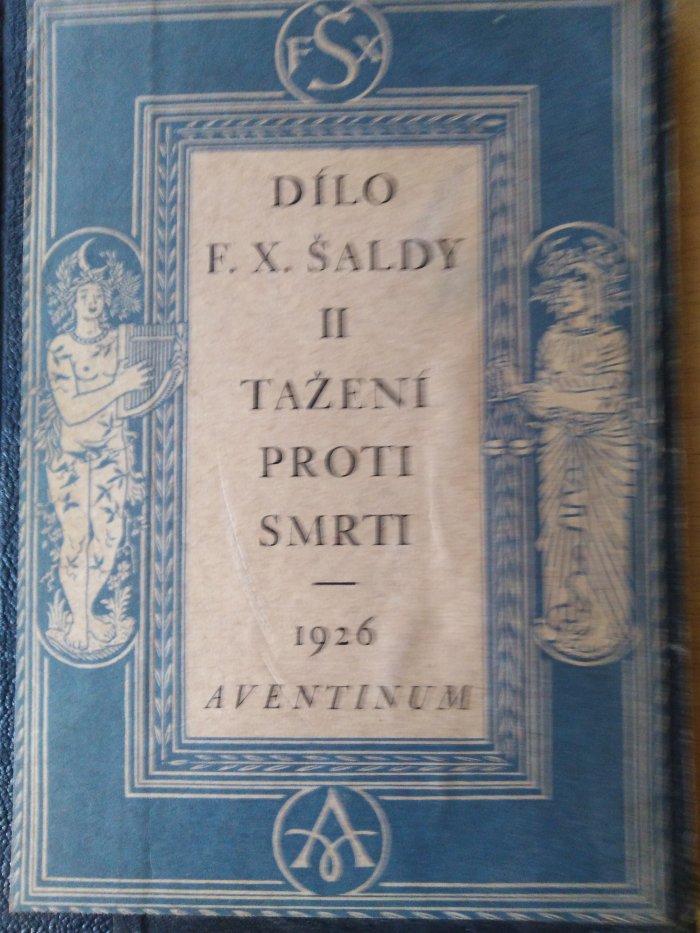 FŠX
DÍLO
F. X. ŠALDY
II
TAŽENÍ
PROTI
SMRTI
1926
AVENTINUM
A